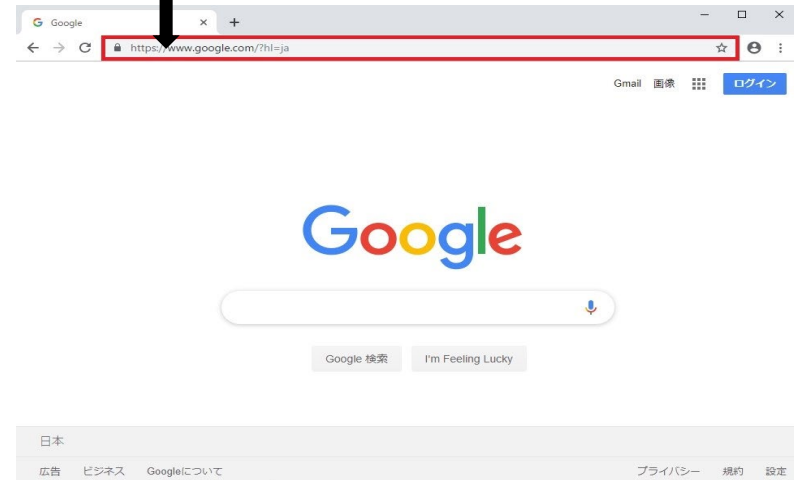 Google
https://www.google.com/?hl=ja
Gmail 画像 ログイン
Google
Google 検索 I'm Feeling Lucky
日本
広告 ビジネス Googleについて プライバシー 規約 設定